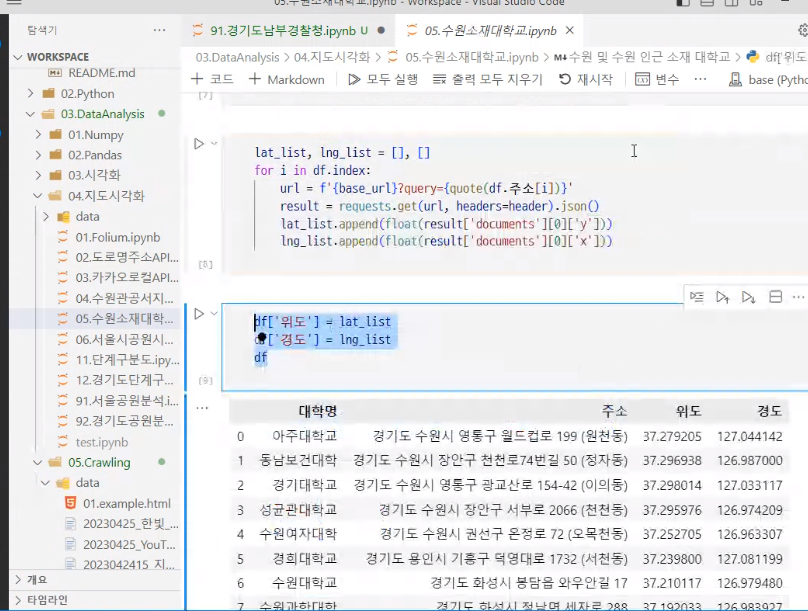 05.수원소재대학교.ipynb - Workspace - Visual Studio Code
탐색기
WORKSPACE
README.md
02.Python
03.DataAnalysis
01.Numpy
02.Pandas
03.시각화
04.지도시각화
data
01.Folium.ipynb
02.도로명주소API...
03.카카오로컬API...
04.수원관공서지...
05.수원소재대학...
06.서울시공원시...
11.단계구분도.ipy...
12.경기도단계구...
91.서울공원분석.i...
92.경기도공원분...
test.ipynb
05.Crawling
data
01.example.html
20230425_한빛_...
20230425_YouT...
2023042415_지...
개요
타임라인
91.경기도남부경찰청.ipynb U
05.수원소재대학교.ipynb
03.DataAnalysis > 04.지도시각화 > 05.수원소재대학교.ipynb > 수원 및 수원 인근 소재 대학교 > df['위도
코드 + Markdown 모두 실행 출력 모두 지우기 재시작 변수 ... base (Pytho
[7]
lat_list, lng_list = [], []
for i in df.index:
url = f'{base_url}?query={quote(df.주소[i])}'
result = requests.get(url, headers=header).json()
lat_list.append(float(result['documents'][0]['y']))
lng_list.append(float(result['documents'][0]['x']))
[8]
df['위도'] = lat_list
df['경도'] = lng_list
df
[9]
대학명 주소 위도 경도
0 아주대학교 경기도 수원시 영통구 월드컵로 199 (원천동) 37.279205 127.044142
1 동남보건대학 경기도 수원시 장안구 천천로74번길 50 (정자동) 37.296938 126.987000
2 경기대학교 경기도 수원시 영통구 광교산로 154-42 (이의동) 37.298014 127.033117
3 성균관대학교 경기도 수원시 장안구 서부로 2066 (천천동) 37.295976 126.974209
4 수원여자대학 경기도 수원시 권선구 온정로 72 (오목천동) 37.252705 126.963307
5 경희대학교 경기도 용인시 기흥구 덕영대로 1732 (서천동) 37.239800 127.081199
6 수원대학교 경기도 화성시 봉담읍 와우안길 17 37.210117 126.979480
7 수원과학대학 경기도 화성시 정남면 세자로 288 37.192033 126.983927